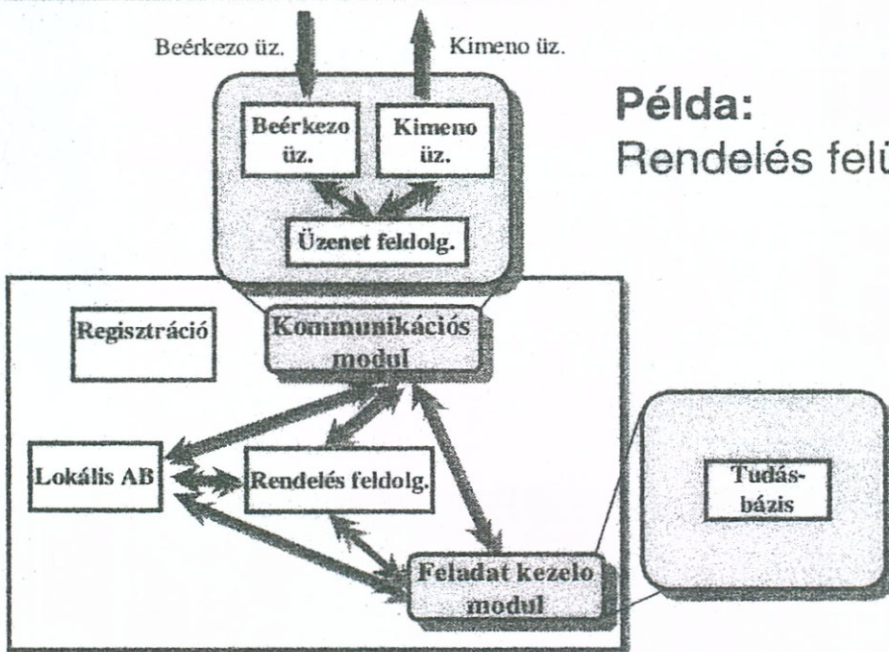 Beérkezo üz.
Kimeno üz.
Példa:
Rendelés
Beérkezo
üz.
Kimeno
üz.
Üzenet feldolg.
Regisztráció
Kommunikációs
modul
Lokális AB
Rendelés feldolg.
Tudás-
bázis
Feladat kezelo
modul